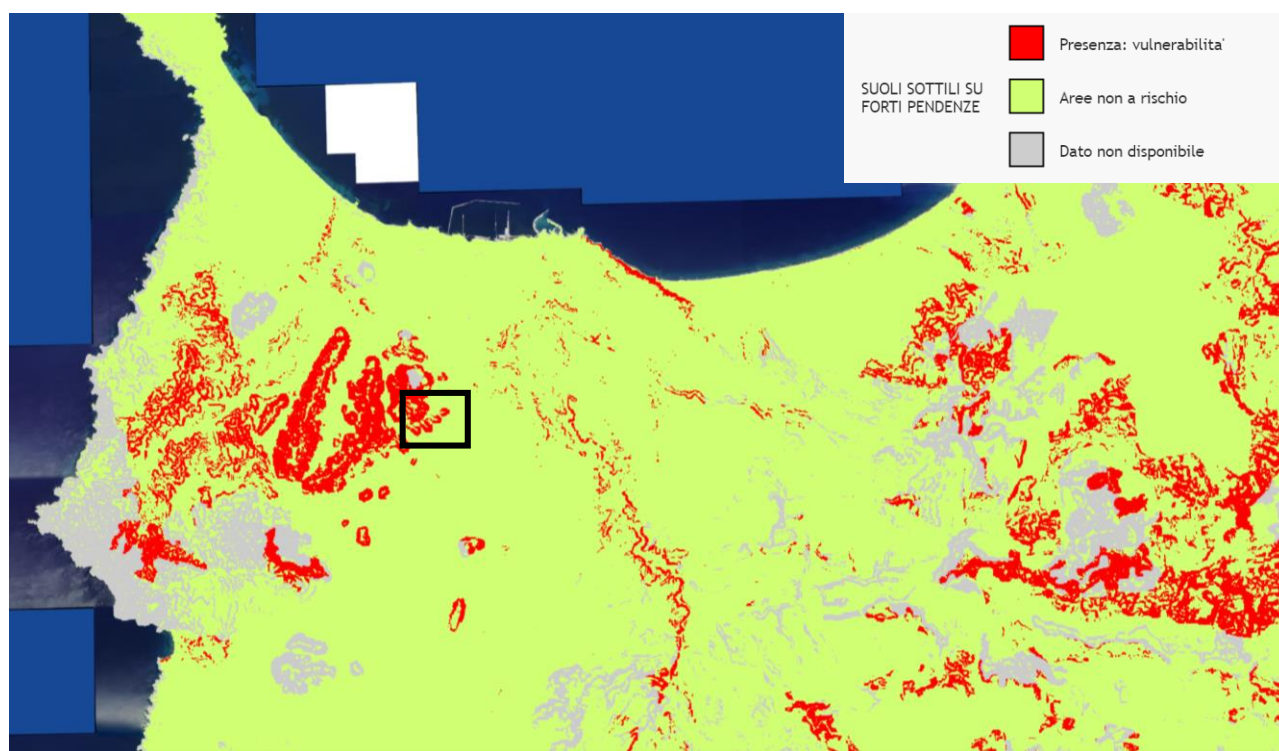 SUOLI SOTTILI SU
FORTI PENDENZE
Presenza: vulnerabilita'
Aree non a rischio
Dato non disponibile